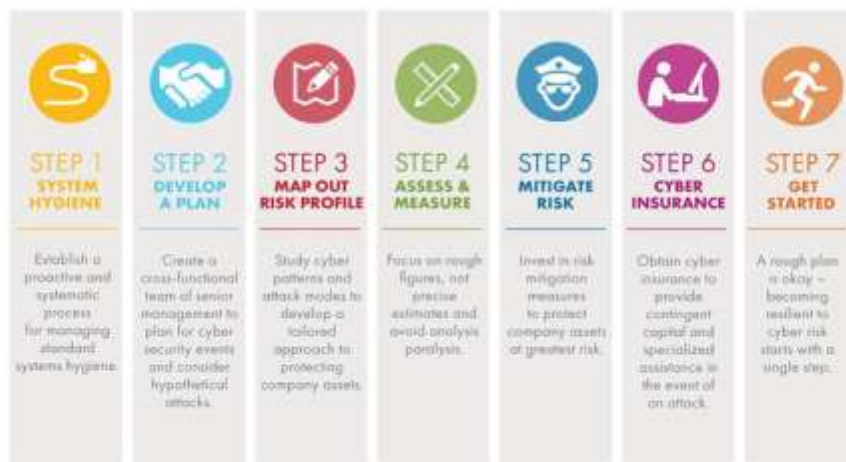 STEP 1
SYSTEM
HYGIENE
Establish a
proactive and
systematic
process
for managing
standard
systems hygiene
STEP 2
DEVELOP
A PLAN
Create a
cross-functional
team of senior
management to
plan for cyber
security events
and consider
hypothetical
attacks.
STEP 3
MAP OUT
RISK PROFILE
Study cyber
patterns and
attack modes to
develop a
tailored
approach to
protecting
company assets.
STEP 4
ASSESS &
MEASURE
Focus on rough
figures, not
precise
estimates and
avoid analysis
paralysis.
STEP 5
MITIGATE
RISK
Invest in risk
mitigation
measures
to protect
company assets
at greatest risk.
STEP 6
CYBER
INSURANCE
Obtain cyber
insurance to
provide
contingent
capital and
specialized
assistance in
the event of
an attack.
STEP 7
GET
STARTED
A rough plan
is okay –
becoming
resilient to
cyber risk
starts with a
single step.